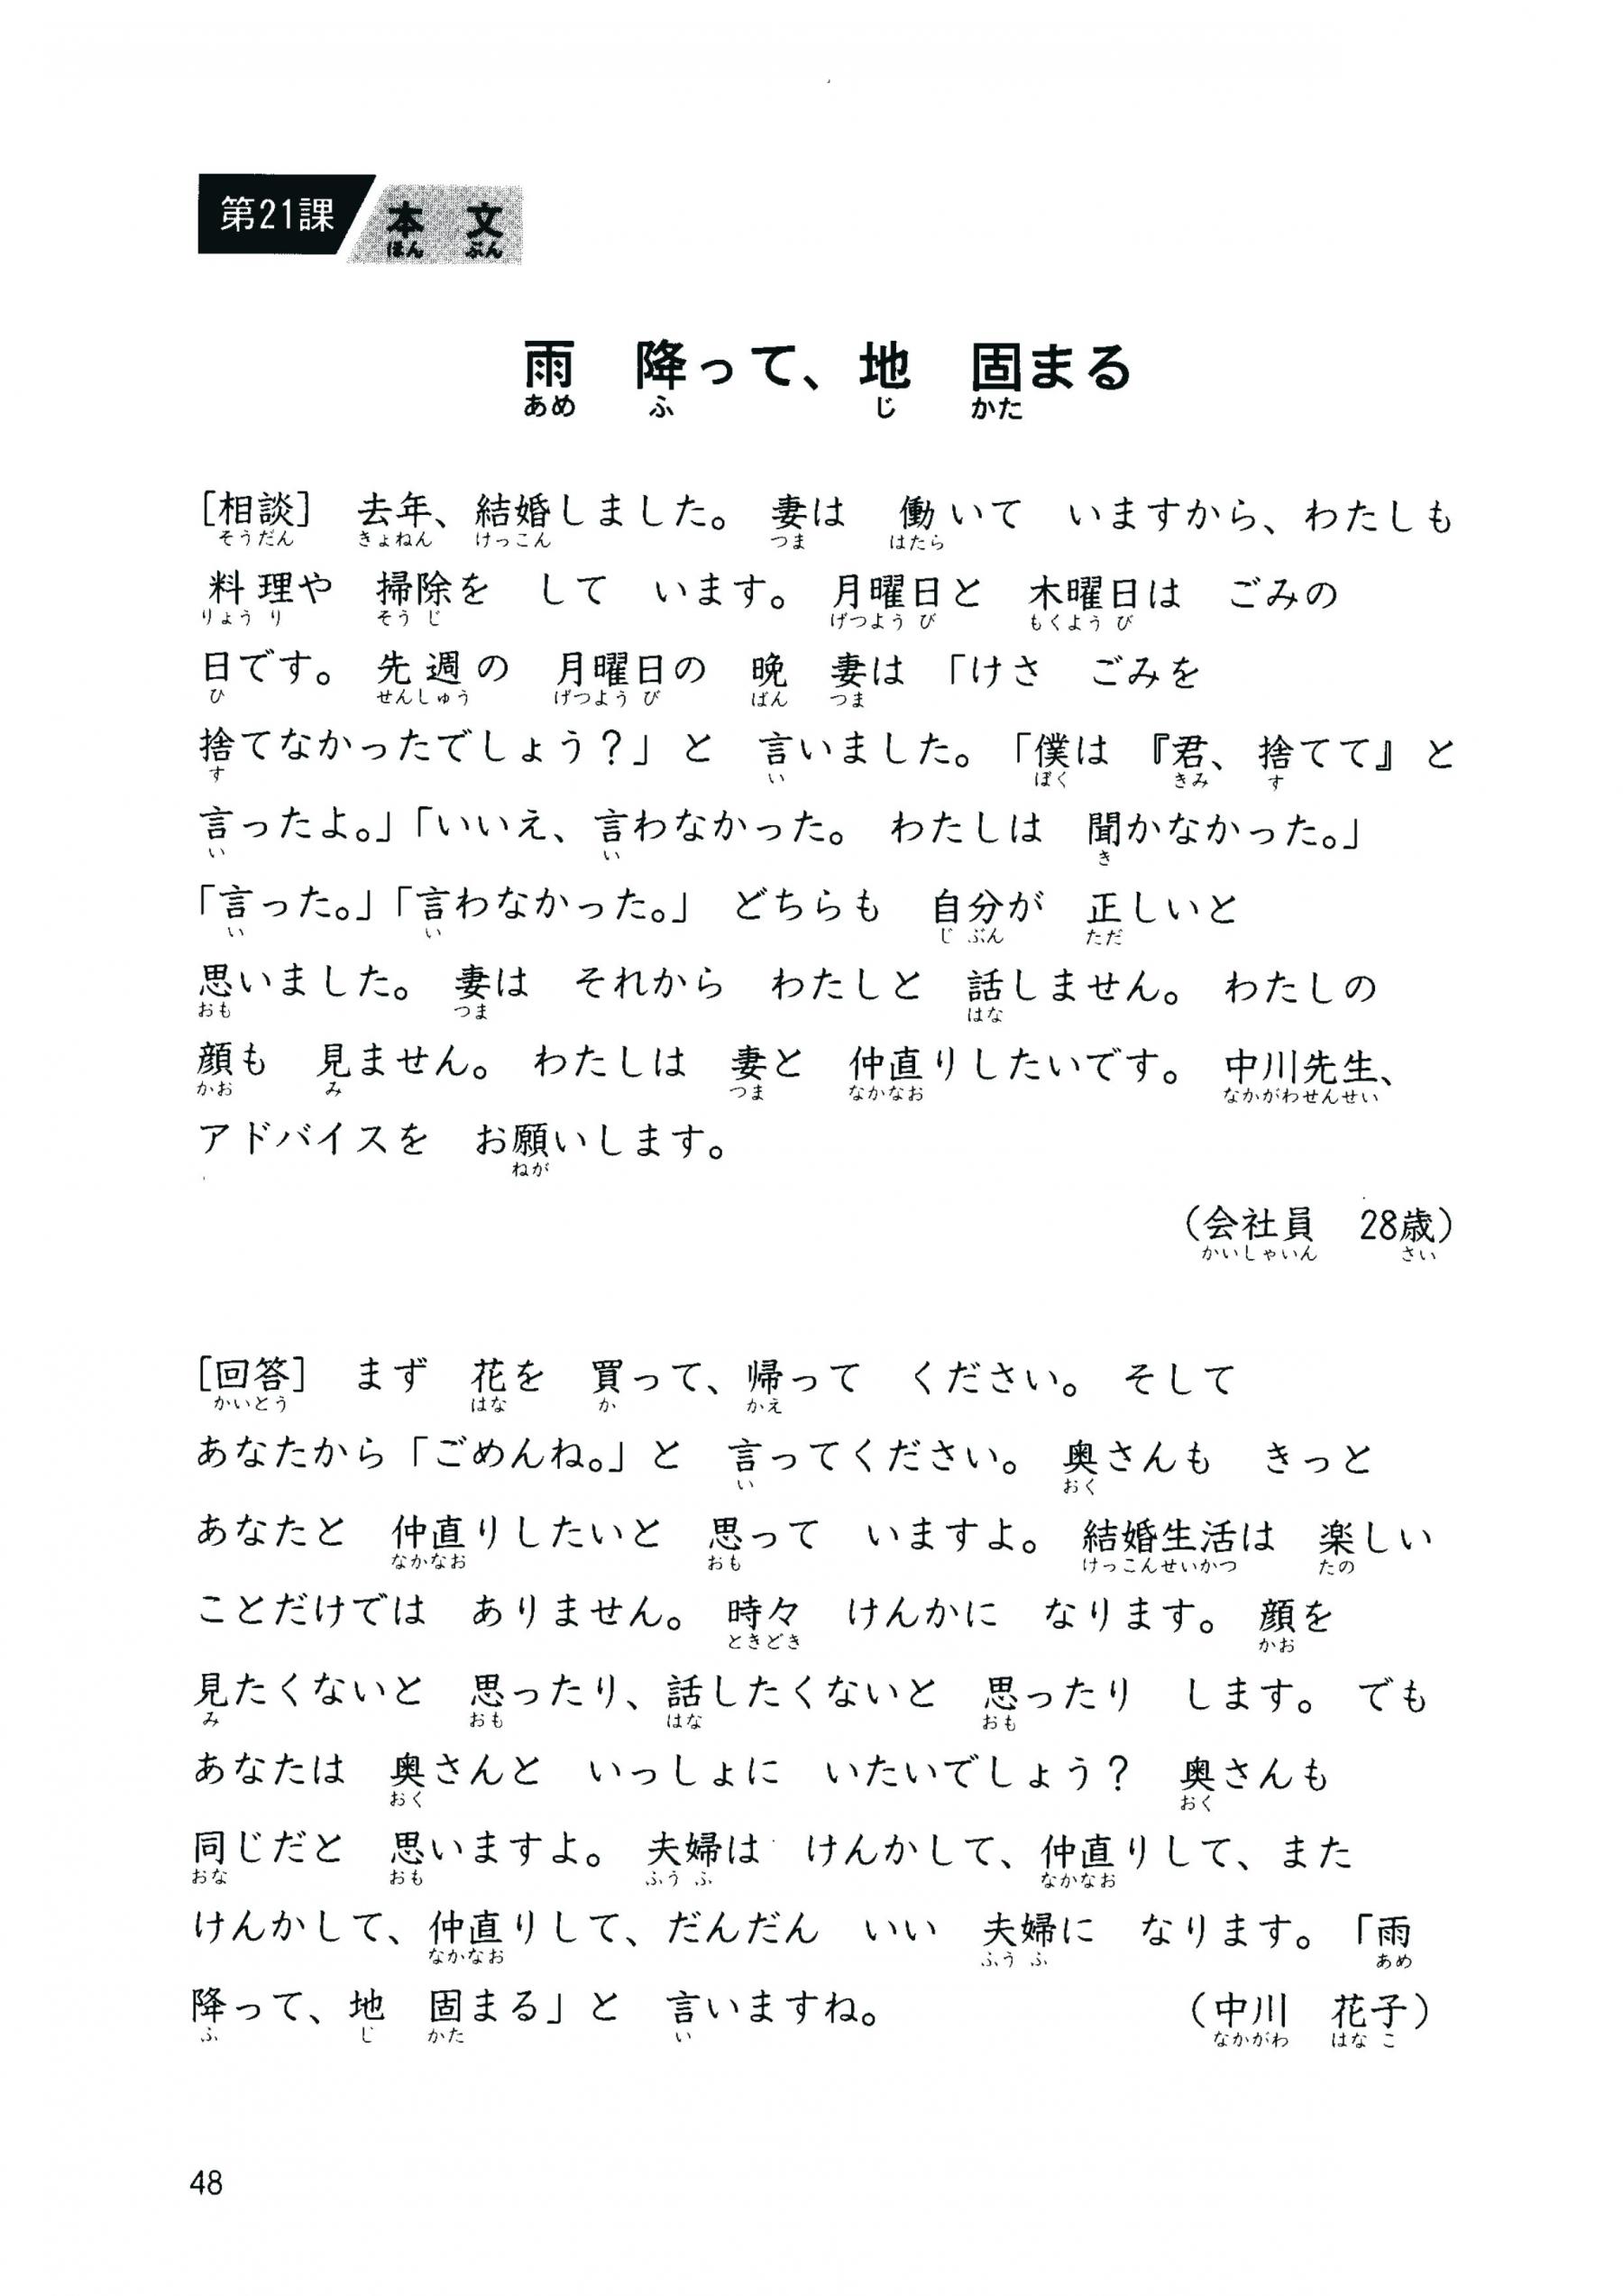 第21課 本 文
ほん ぶん
雨 降って、地 固まる
あめ ふ じ かた
[相談] 去年、結婚しました。 妻は 働いて いますから、わたしも
そうだん きょねん けっこん つま はたら
料理や 掃除を して います。 月曜日と 木曜日は ごみの
りょう り そう じ げつよう び もくよう び
日です。 先週の 月曜日の 晩 妻は 「けさ ごみを
ひ せんしゅう げつよう び ばん つま
捨てなかったでしょう？」と 言いました。「僕は 『君、捨てて』と
す い ぼく きみ す
言ったよ。」「いいえ、言わなかった。 わたしは 聞かなかった。」
い い き
「言った。」「言わなかった。」 どちらも 自分が 正しいと
い い じ ぶん ただ
思いました。 妻は それから わたしと 話しません。 わたしの
おも つま はな
顔も 見ません。 わたしは 妻と 仲直りしたいです。 中川先生、
かお み つま なかなお なかがわせんせい
アドバイスを お願いします。
ねが
（会社員 28歳）
かいしゃいん さい
[回答] まず 花を 買って、帰って ください。 そして
かいとう はな か かえ
あなたから「ごめんね。」と 言ってください。 奥さんも きっと
い おく
あなたと 仲直りしたいと 思って いますよ。 結婚生活は 楽しい
なかなお おも けっこんせいかつ たの
ことだけでは ありません。 時々 けんかに なります。 顔を
ときどき かお
見たくないと 思ったり、話したくないと 思ったり します。 でも
み おも はな おも
あなたは 奥さんと いっしょに いたいでしょう？ 奥さんも
おく おく
同じだと 思いますよ。 夫婦は けんかして、仲直りして、また
おな おも ふう ふ なかなお
けんかして、仲直りして、だんだん いい 夫婦に なります。「雨
なかなお ふう ふ あめ
降って、地 固まる」と 言いますね。 （中川 花子）
ふ じ かた い なかがわ はな こ
48